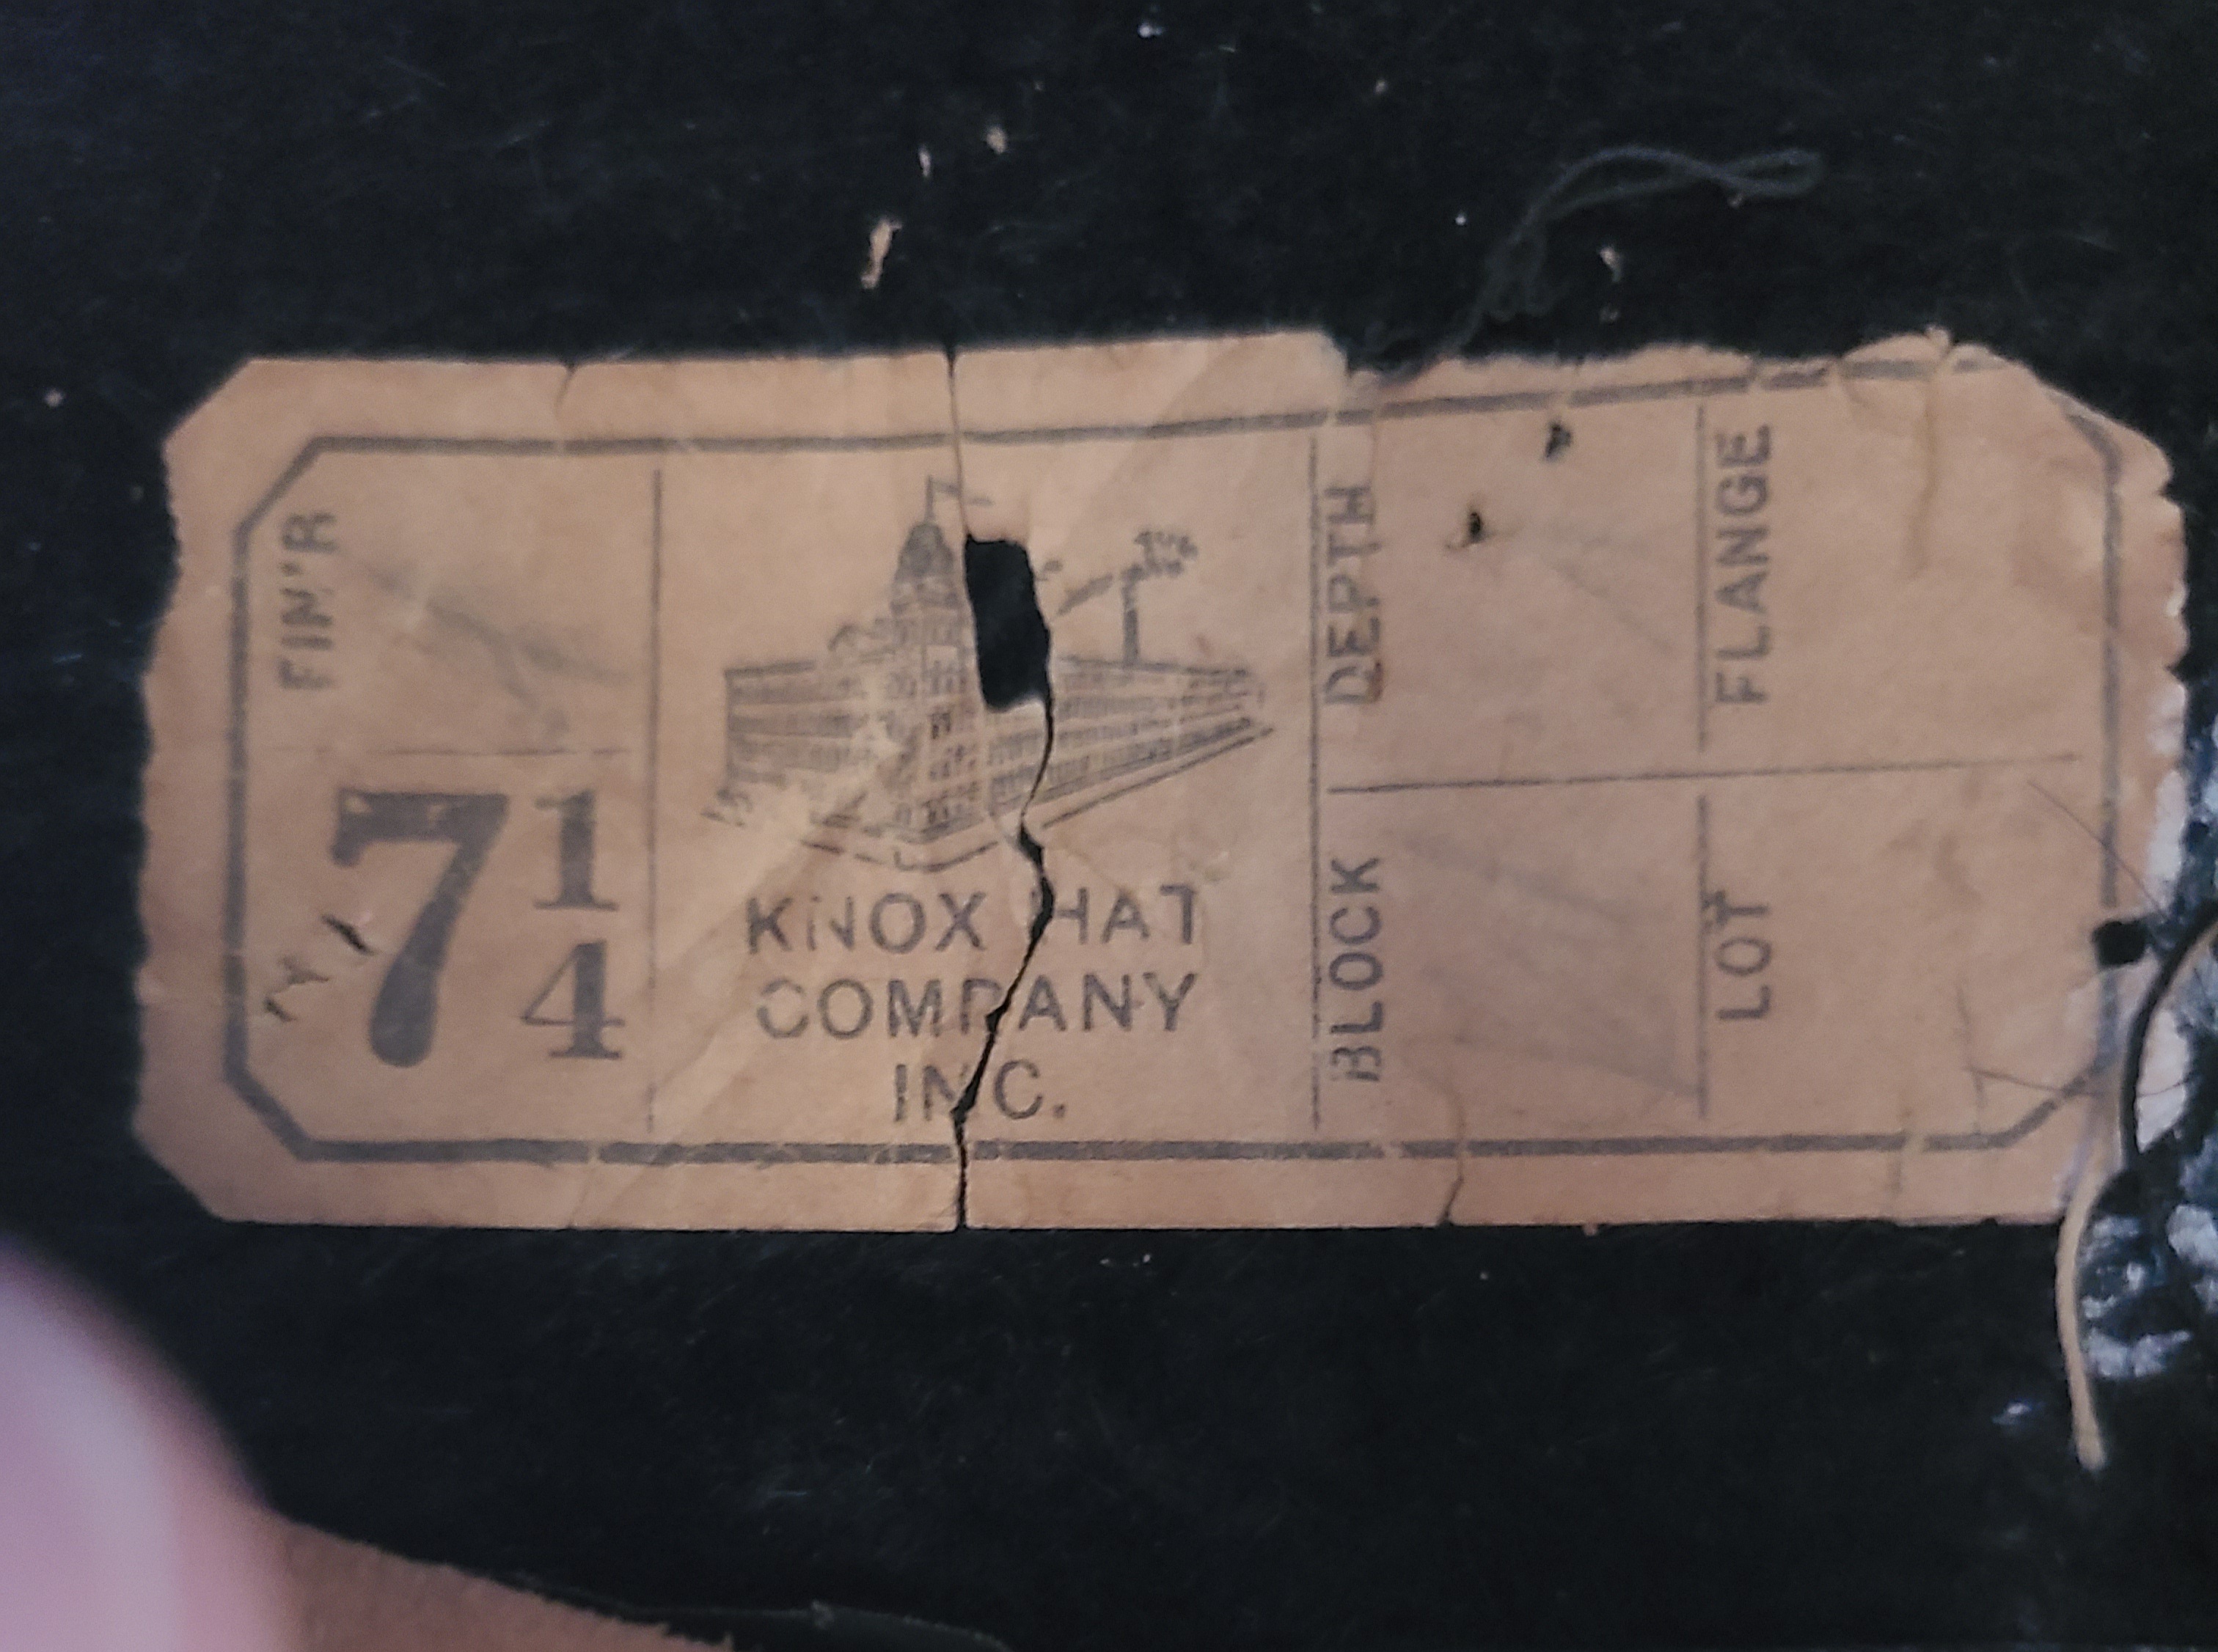 FIN'R
7 1/4
KNOX HAT
COMPANY
INC.
DEPTH
BLOCK
FLANGE
LOT